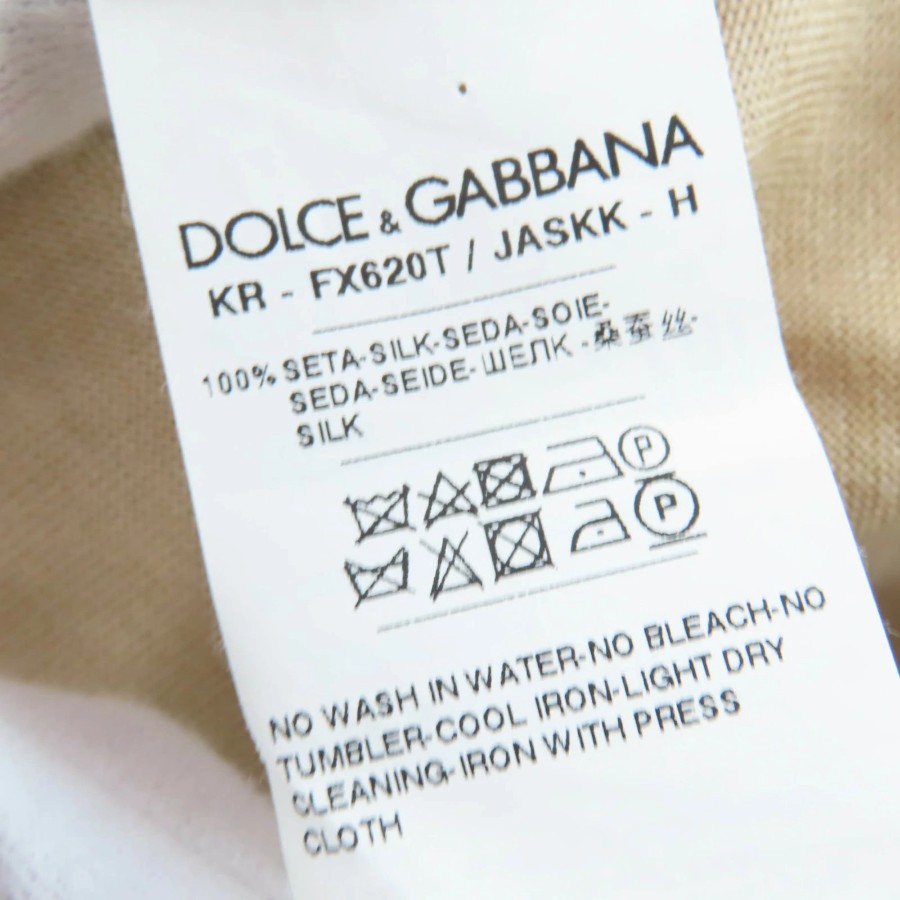 DOLCE & GABBANA
KR - FX620T / JASKK - H
100% SETA-SILK-SEDA-SOIE-
SEDA-SEIDE-ШЕЛК -桑蚕丝-
SILK
P
P
NO WASH IN WATER-NO BLEACH-NO
TUMBLER-COOL IRON-LIGHT DRY
CLEANING-IRON WITH PRESS
CLOTH